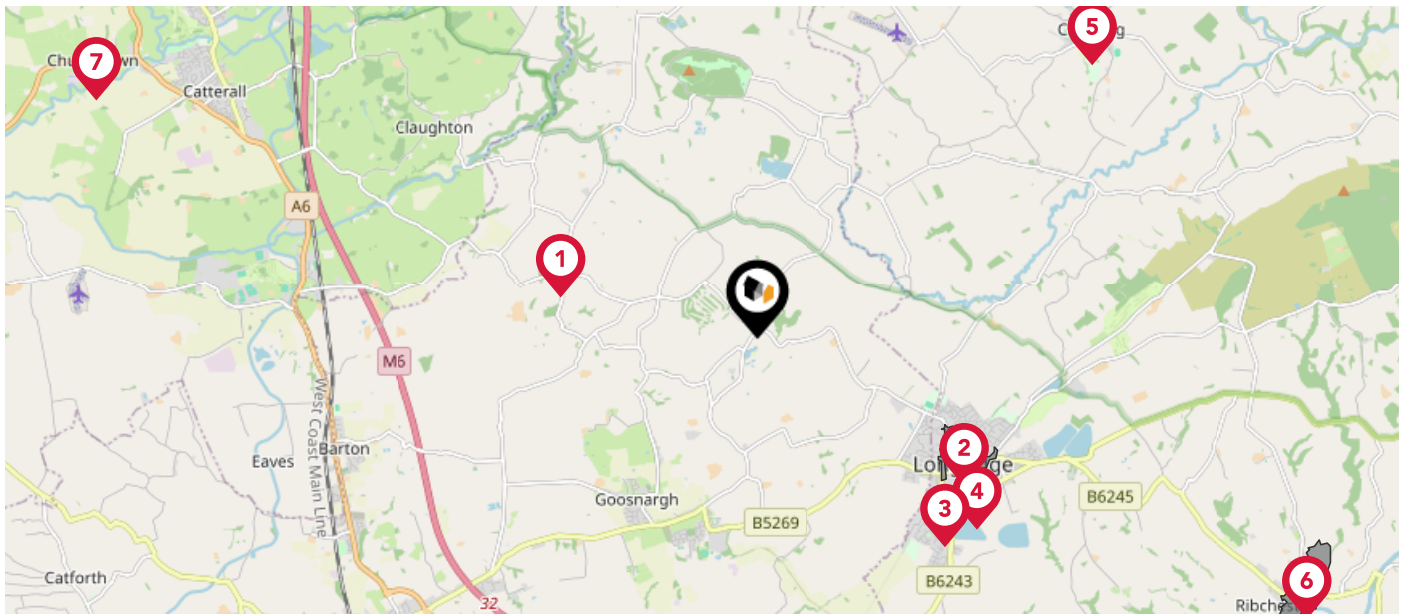 5
7
Catterall
Claughton
A6
1
M6
West Coast Main Line
Barton
Eaves
2
4
3
Goosnargh
B6245
B5269
Catforth
B6243
6
32